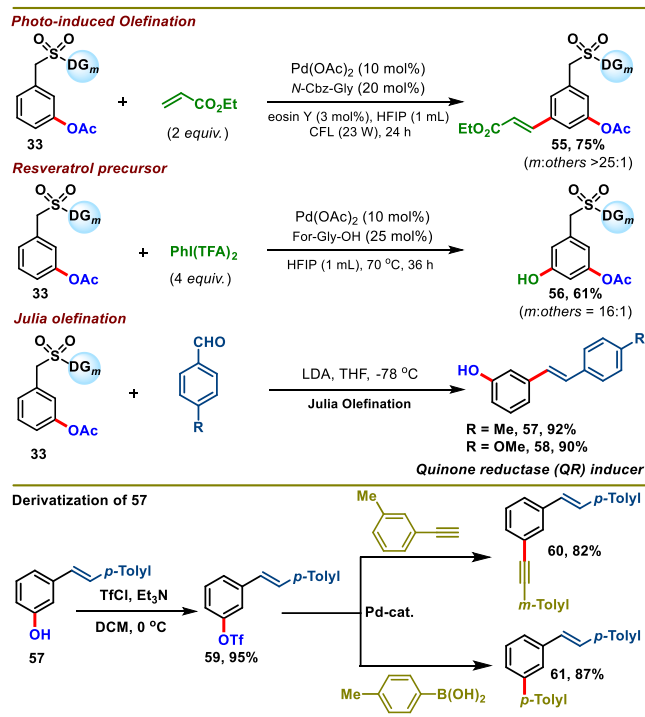 Photo-induced Olefination
O O
S DGm
OAc
33
+
CO2Et
(2 equiv.)
Pd(OAc)2 (10 mol%)
N-Cbz-Gly (20 mol%)
eosin Y (3 mol%), HFIP (1 mL)
CFL (23 W), 24 h
O O
S DGm
EtO2C
OAc
55, 75%
(m:others >25:1)
Resveratrol precursor
O O
S DGm
OAc
33
+
PhI(TFA)2
(4 equiv.)
Pd(OAc)2 (10 mol%)
For-Gly-OH (25 mol%)
HFIP (1 mL), 70 °C, 36 h
O O
S DGm
HO
OAc
56, 61%
(m:others = 16:1)
Julia olefination
O O
S DGm
OAc
33
+
CHO
R
LDA, THF, -78 °C
Julia Olefination
HO
R
R = Me, 57, 92%
R = OMe, 58, 90%
Quinone reductase (QR) inducer
Derivatization of 57
p-Tolyl
OH
57
TfCl, Et3N
DCM, 0 °C
p-Tolyl
OTf
59, 95%
Me
Pd-cat.
Me
B(OH)2
p-Tolyl
60, 82%
m-Tolyl
p-Tolyl
61, 87%
p-Tolyl